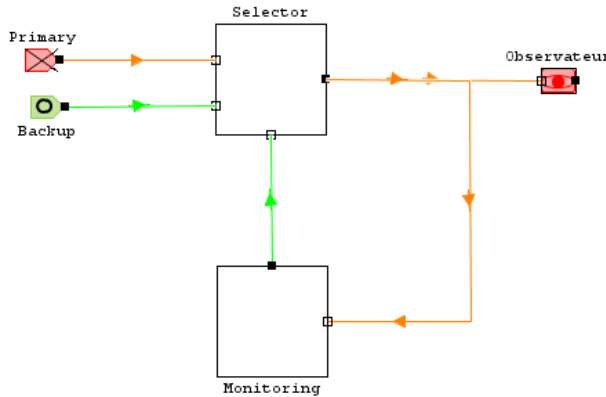 Selector
Primary
Observateur
Backup
Monitoring